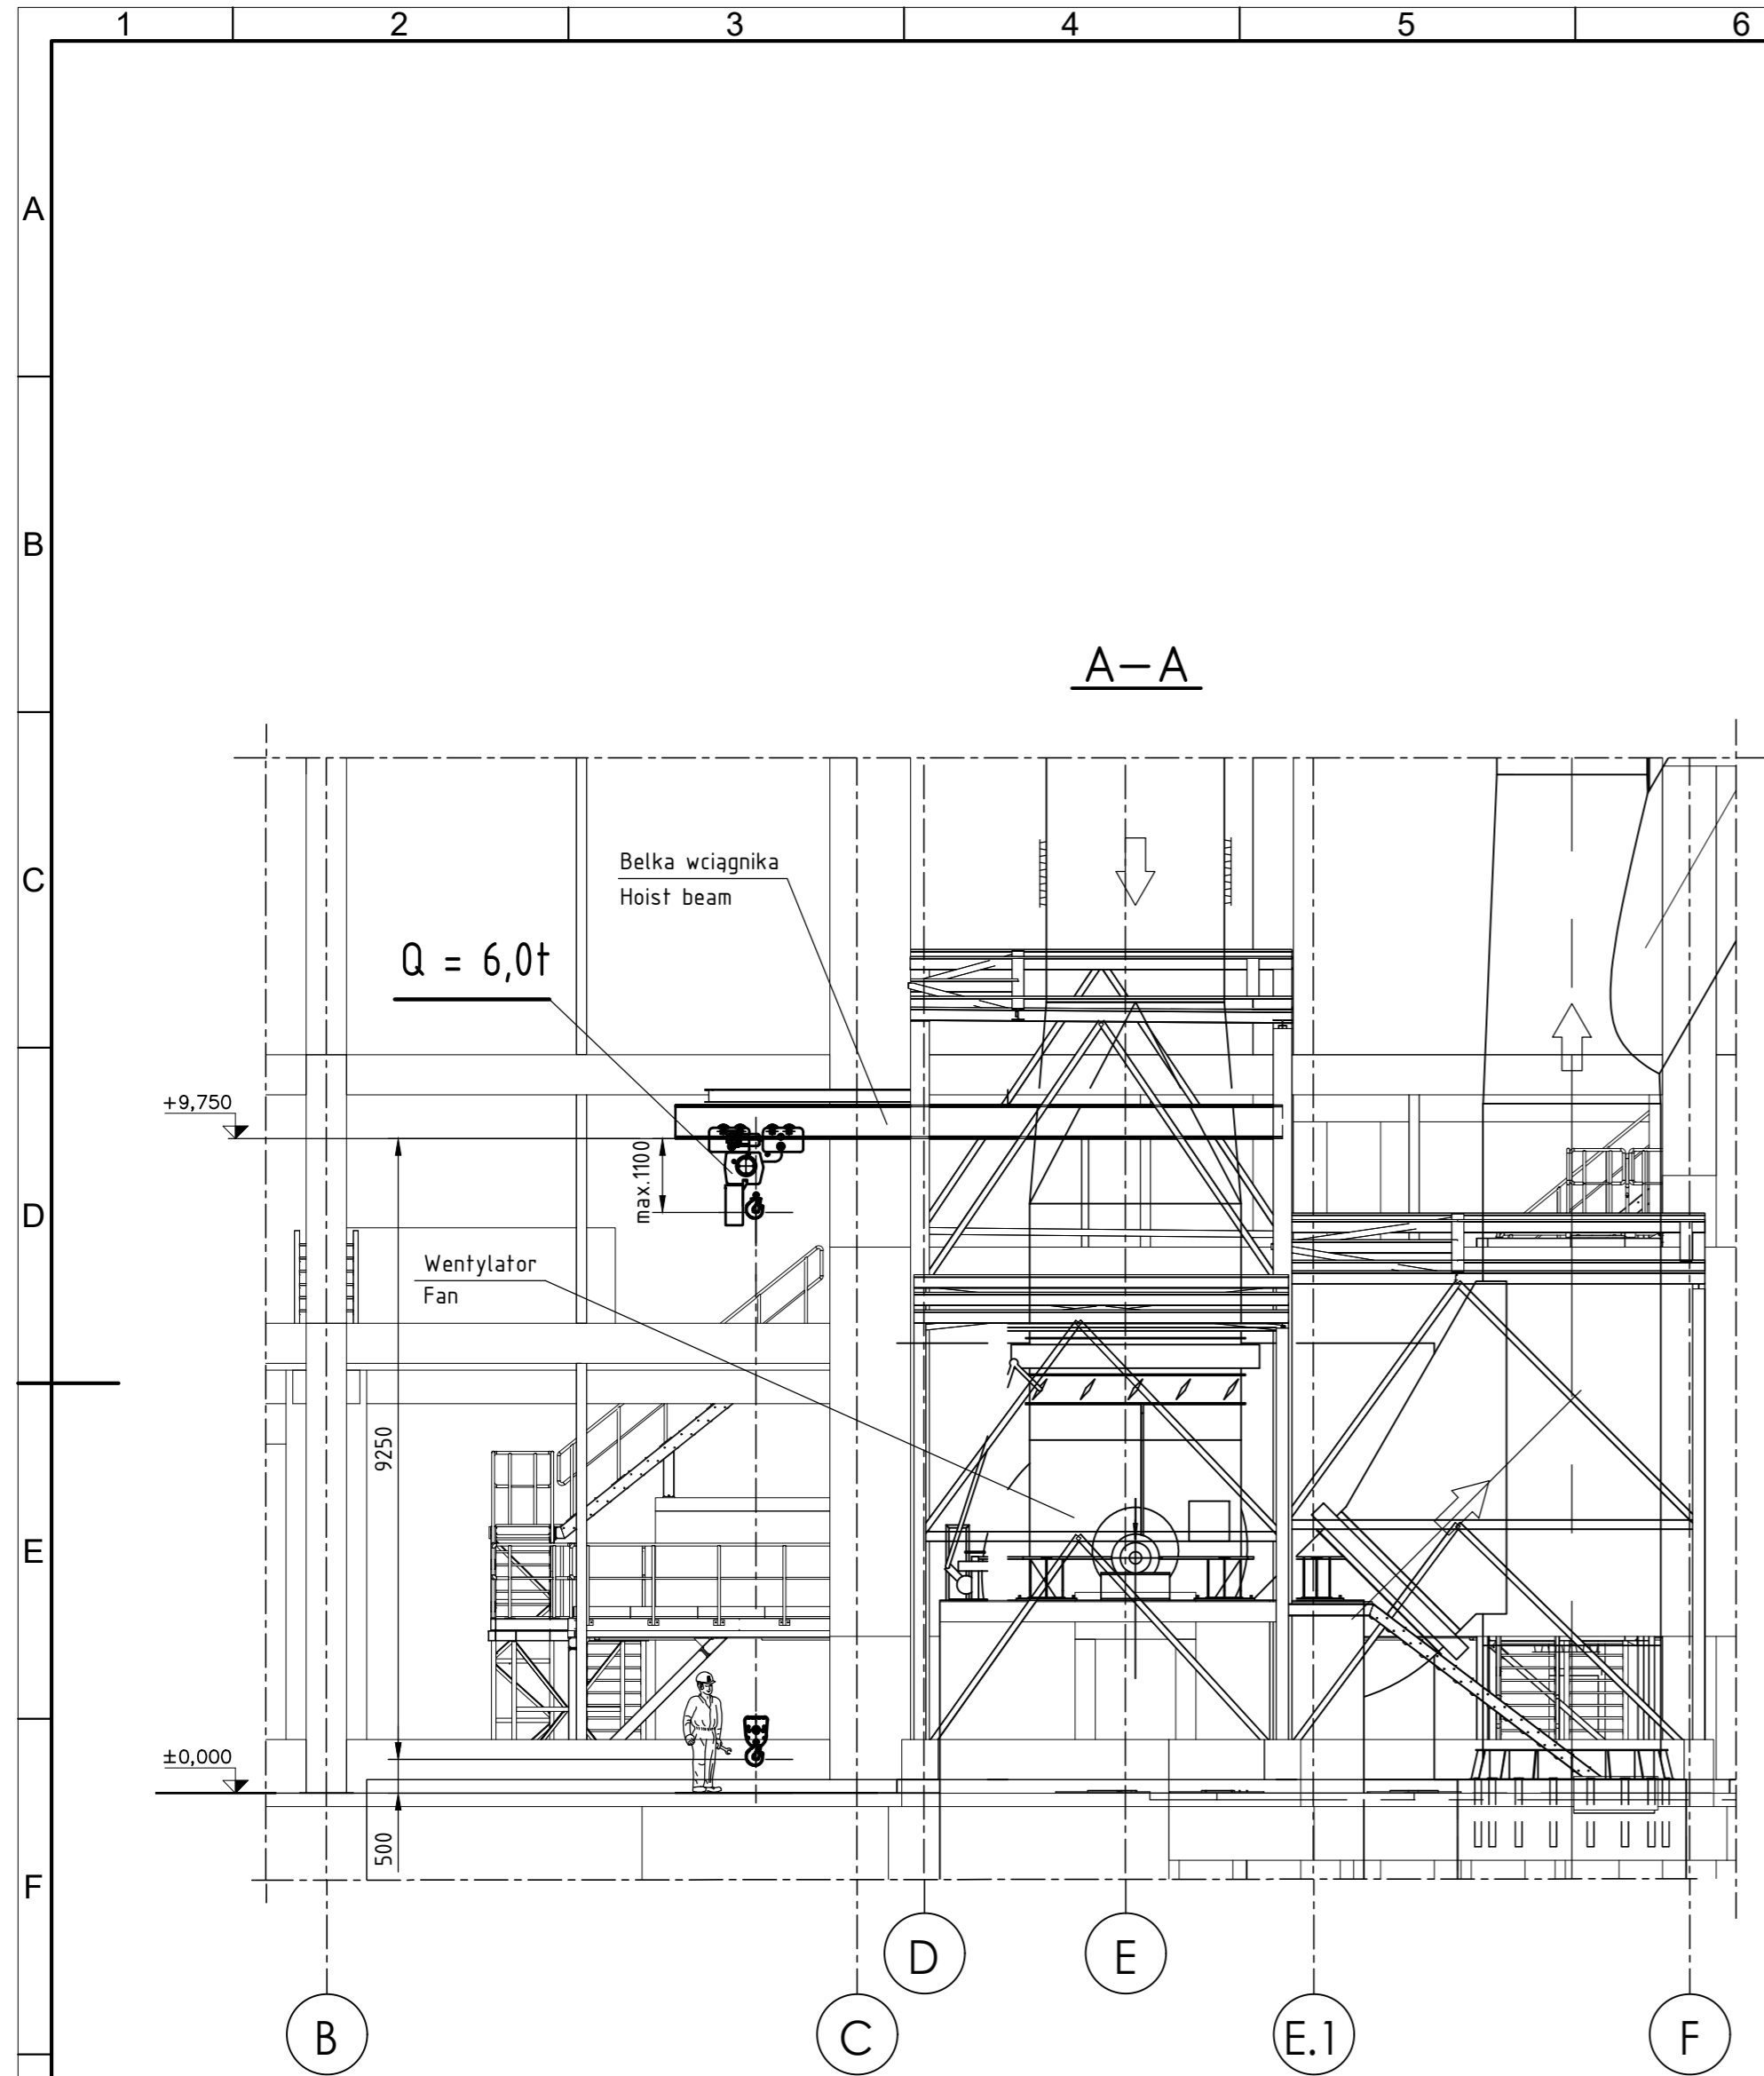 1 2 3 4 5 6
A
B
A–A
C
Belka wciągnika
Hoist beam
Q = 6,0t
+9,750
max.1100
D
Wentylator
Fan
9250
E
±0,000
500
F
D E
B C E.1 F